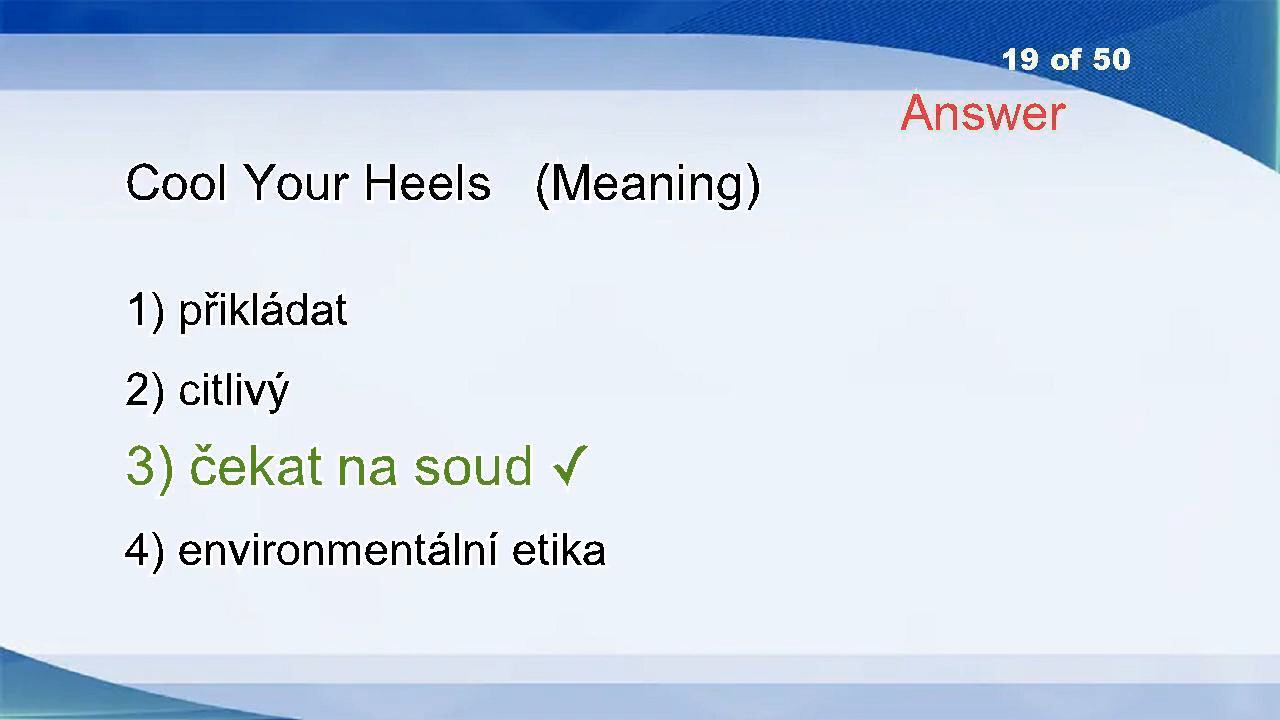 19 of 50
Answer
Cool Your Heels (Meaning)
1) přikládat
2) citlivý
3) čekat na soud ✓
4) environmentální etika